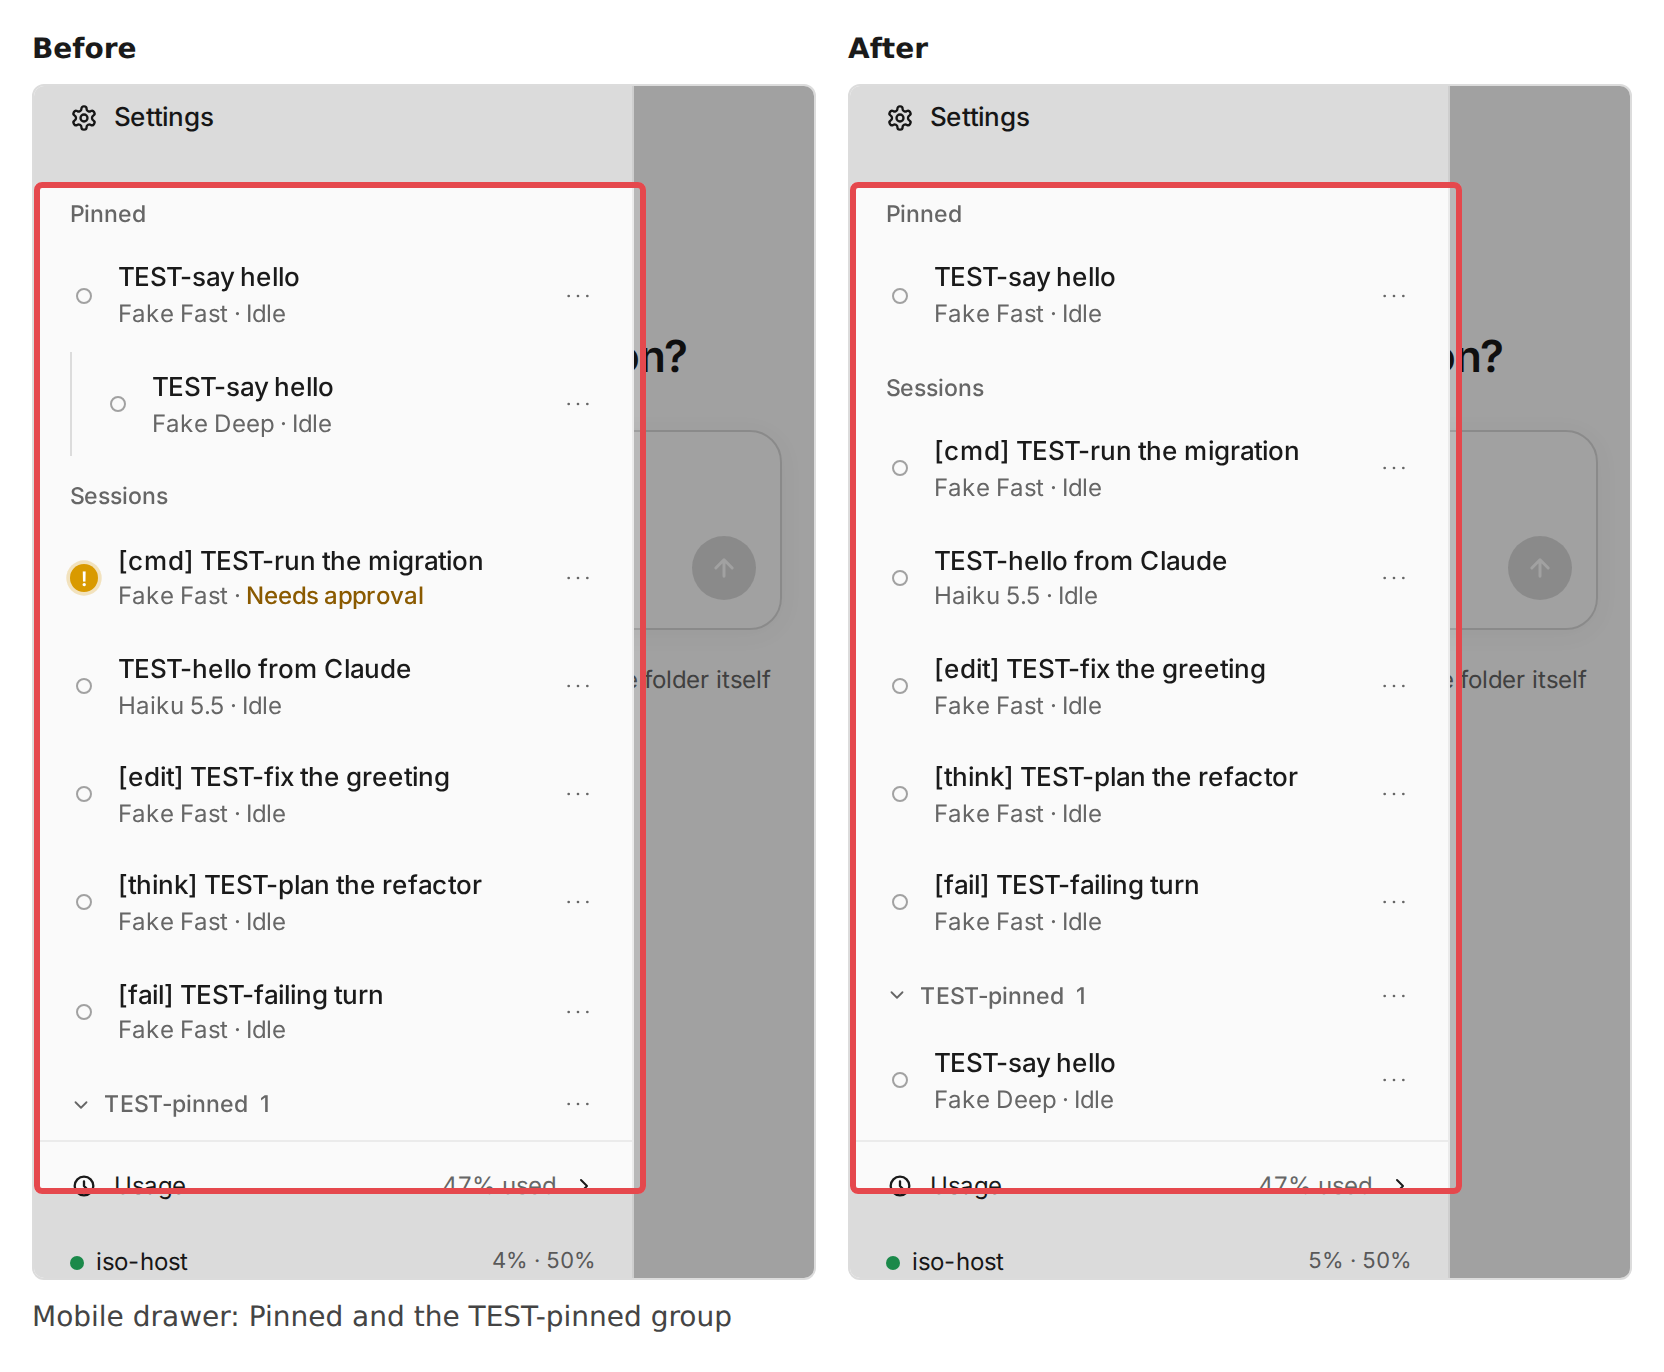 Before
Settings
Pinned
TEST-say hello
Fake Fast · Idle
···
TEST-say hello
Fake Deep · Idle
···
Sessions
[cmd] TEST-run the migration
Fake Fast · Needs approval
···
TEST-hello from Claude
Haiku 5.5 · Idle
···
[edit] TEST-fix the greeting
Fake Fast · Idle
···
[think] TEST-plan the refactor
Fake Fast · Idle
···
[fail] TEST-failing turn
Fake Fast · Idle
···
TEST-pinned 1
···
Usage 47% used
iso-host 4% · 50%
on?
folder itself
After
Settings
Pinned
TEST-say hello
Fake Fast · Idle
···
Sessions
[cmd] TEST-run the migration
Fake Fast · Idle
···
TEST-hello from Claude
Haiku 5.5 · Idle
···
[edit] TEST-fix the greeting
Fake Fast · Idle
···
[think] TEST-plan the refactor
Fake Fast · Idle
···
[fail] TEST-failing turn
Fake Fast · Idle
···
TEST-pinned 1
···
TEST-say hello
Fake Deep · Idle
···
Usage 47% used
iso-host 5% · 50%
on?
folder itself
Mobile drawer: Pinned and the TEST-pinned group